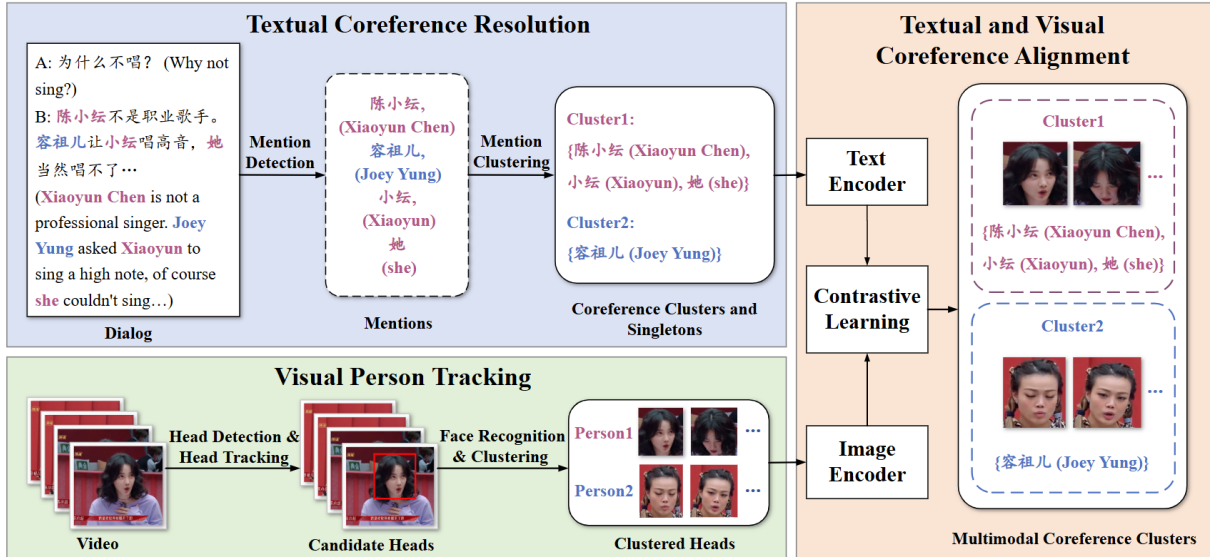 Textual Coreference Resolution
A: 为什么不唱? (Why not
sing?)
B: 陈小纭不是职业歌手。
容祖儿让小纭唱高音，她
当然唱不了…
(Xiaoyun Chen is not a
professional singer. Joey
Yung asked Xiaoyun to
sing a high note, of course
she couldn't sing…)
Dialog
Mention
Detection
陈小纭,
(Xiaoyun Chen)
容祖儿,
(Joey Yung)
小纭,
(Xiaoyun)
她
(she)
Mentions
Mention
Clustering
Cluster1:
{陈小纭 (Xiaoyun Chen),
小纭 (Xiaoyun), 她 (she)}
Cluster2:
{容祖儿 (Joey Yung)}
Coreference Clusters and
Singletons
Visual Person Tracking
Video
Head Detection &
Head Tracking
Candidate Heads
Face Recognition
& Clustering
Person1
...
Person2
...
Clustered Heads
Textual and Visual
Coreference Alignment
Text
Encoder
Contrastive
Learning
Image
Encoder
Cluster1
...
{陈小纭 (Xiaoyun Chen),
小纭 (Xiaoyun), 她 (she)}
Cluster2
...
{容祖儿 (Joey Yung)}
Multimodal Coreference Clusters